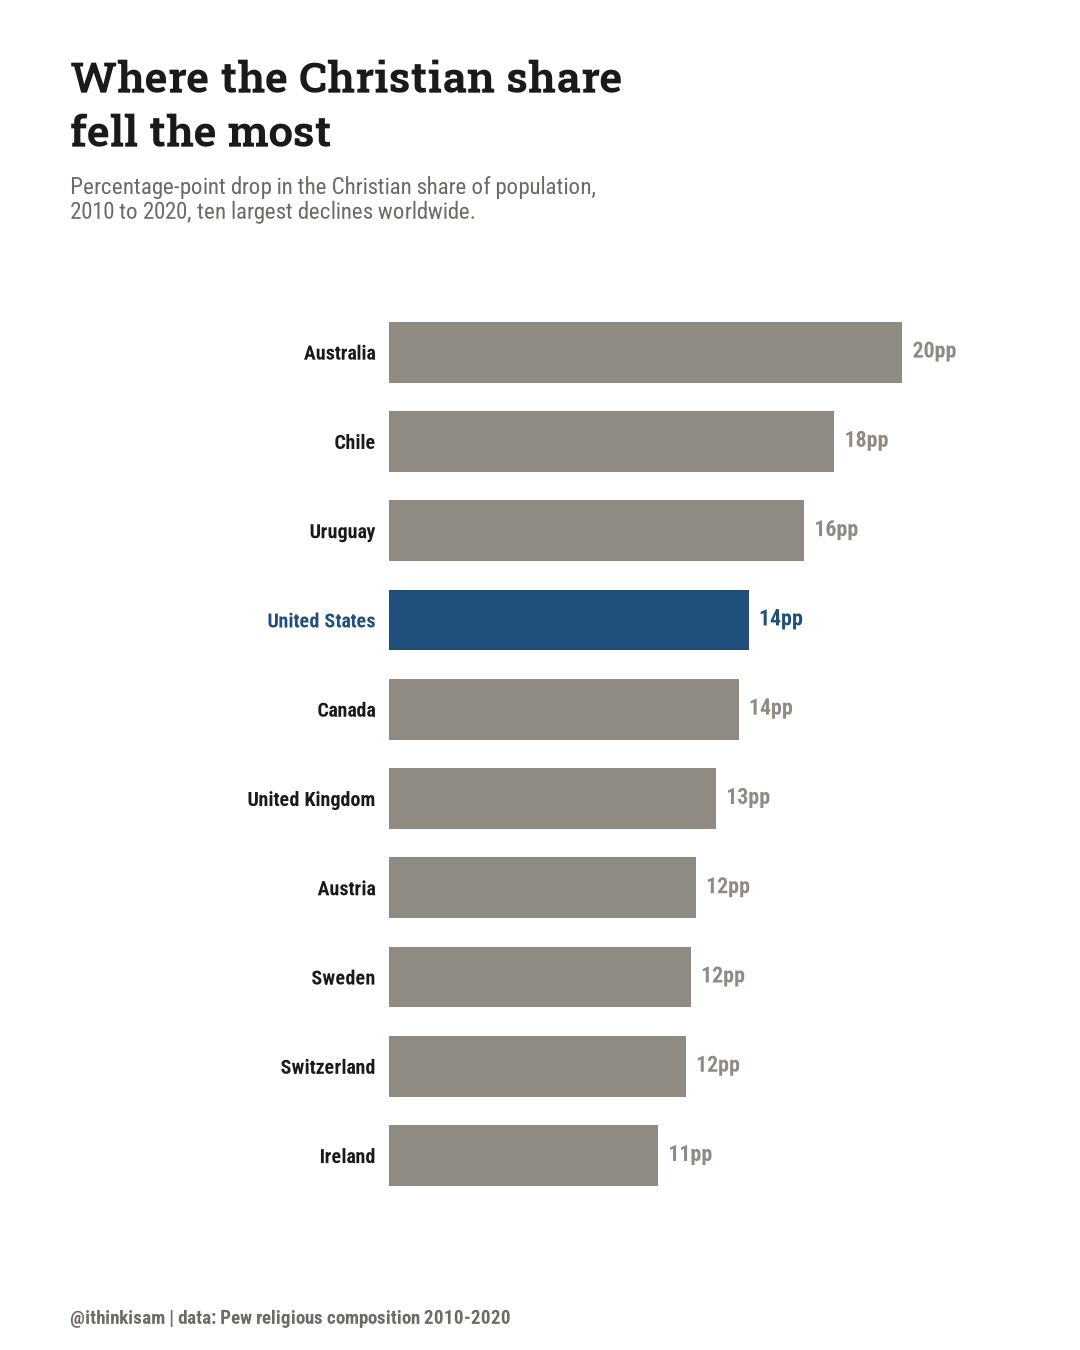 Where the Christian share
fell the most
Percentage-point drop in the Christian share of population,
2010 to 2020, ten largest declines worldwide.
Australia 20pp
Chile 18pp
Uruguay 16pp
United States 14pp
Canada 14pp
United Kingdom 13pp
Austria 12pp
Sweden 12pp
Switzerland 12pp
Ireland 11pp
@ithinkisam | data: Pew religious composition 2010-2020